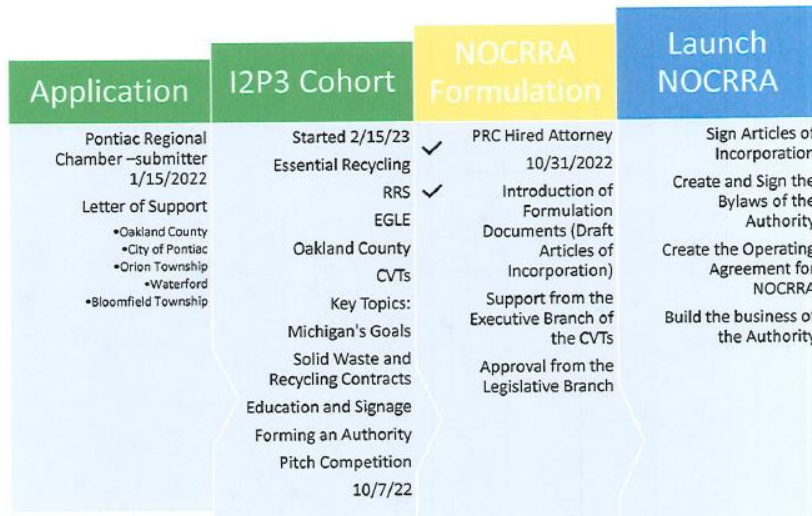 Application
Pontiac Regional
Chamber –submitter
1/15/2022
Letter of Support
•Oakland County
•City of Pontiac
•Orion Township
•Waterford
•Bloomfield Township
I2P3 Cohort
Started 2/15/23
Essential Recycling
RRS
EGLE
Oakland County
CVTs
Key Topics:
Michigan's Goals
Solid Waste and
Recycling Contracts
Education and Signage
Forming an Authority
Pitch Competition
10/7/22
NOCRRA
Formulation
✓ PRC Hired Attorney
10/31/2022
✓ Introduction of
Formulation
Documents (Draft
Articles of
Incorporation)
Support from the
Executive Branch of
the CVTs
Approval from the
Legislative Branch
Launch
NOCRRA
Sign Articles of
Incorporation
Create and Sign the
Bylaws of the
Authority
Create the Operating
Agreement for
NOCRRA
Build the business of
the Authority